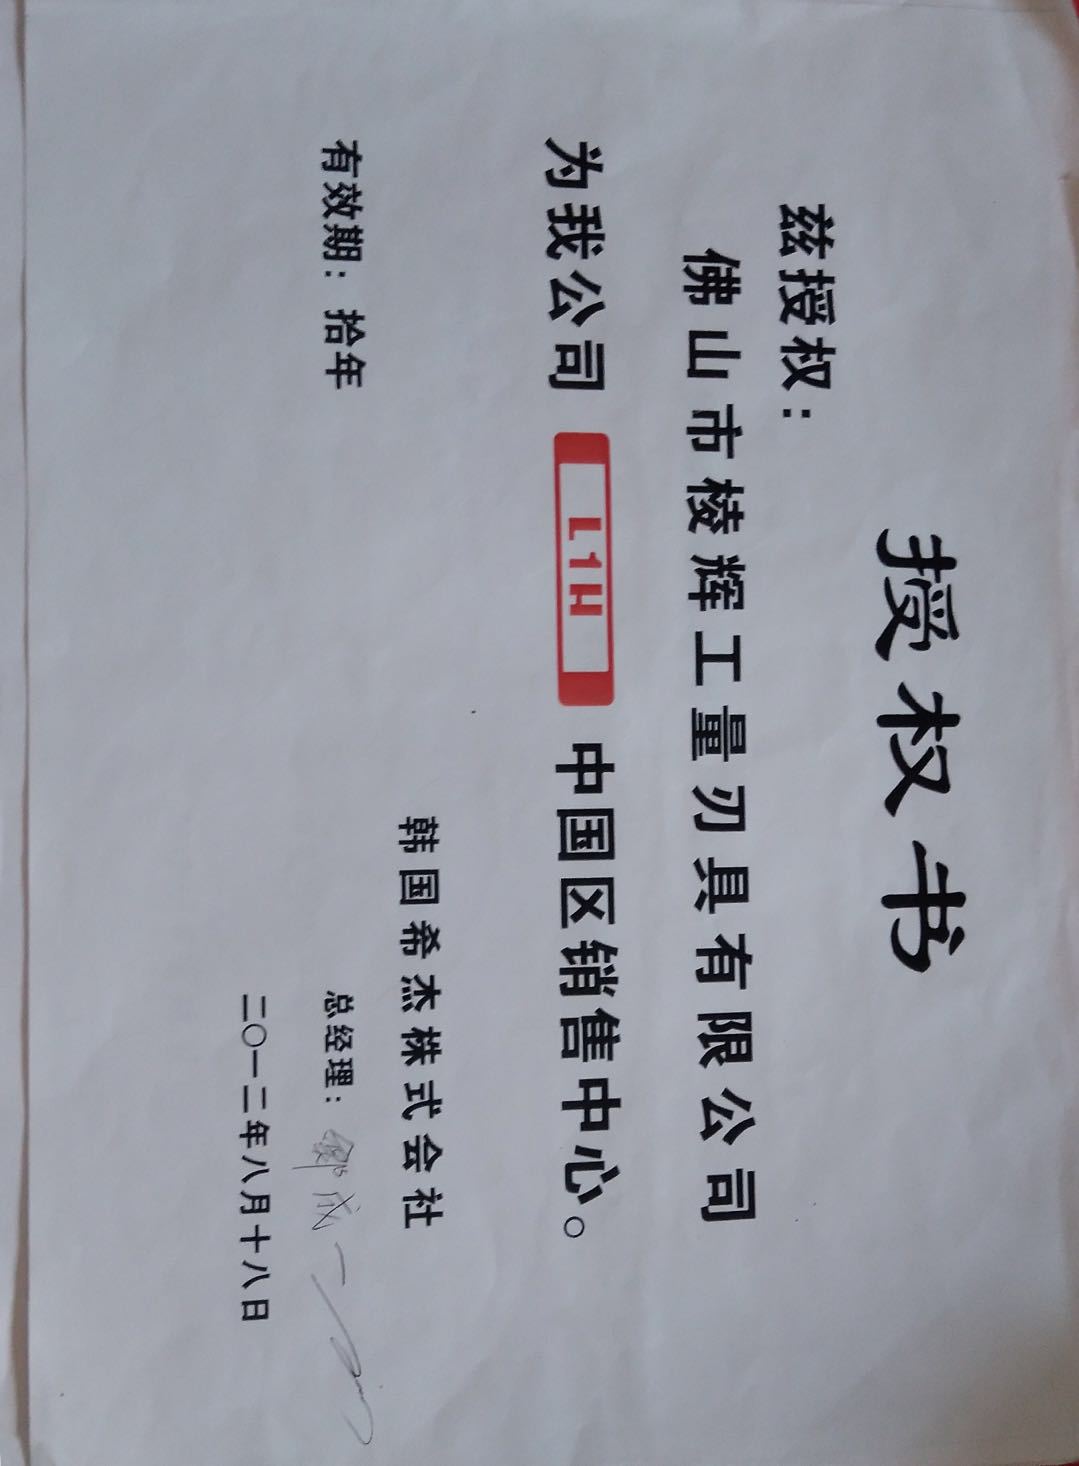 授权书
兹授权：
佛山市棱辉工量刃具有限公司
为我公司 L1H 中国区销售中心。
韩国希杰株式会社
有效期：拾年
总经理：
二〇一二年八月十八日